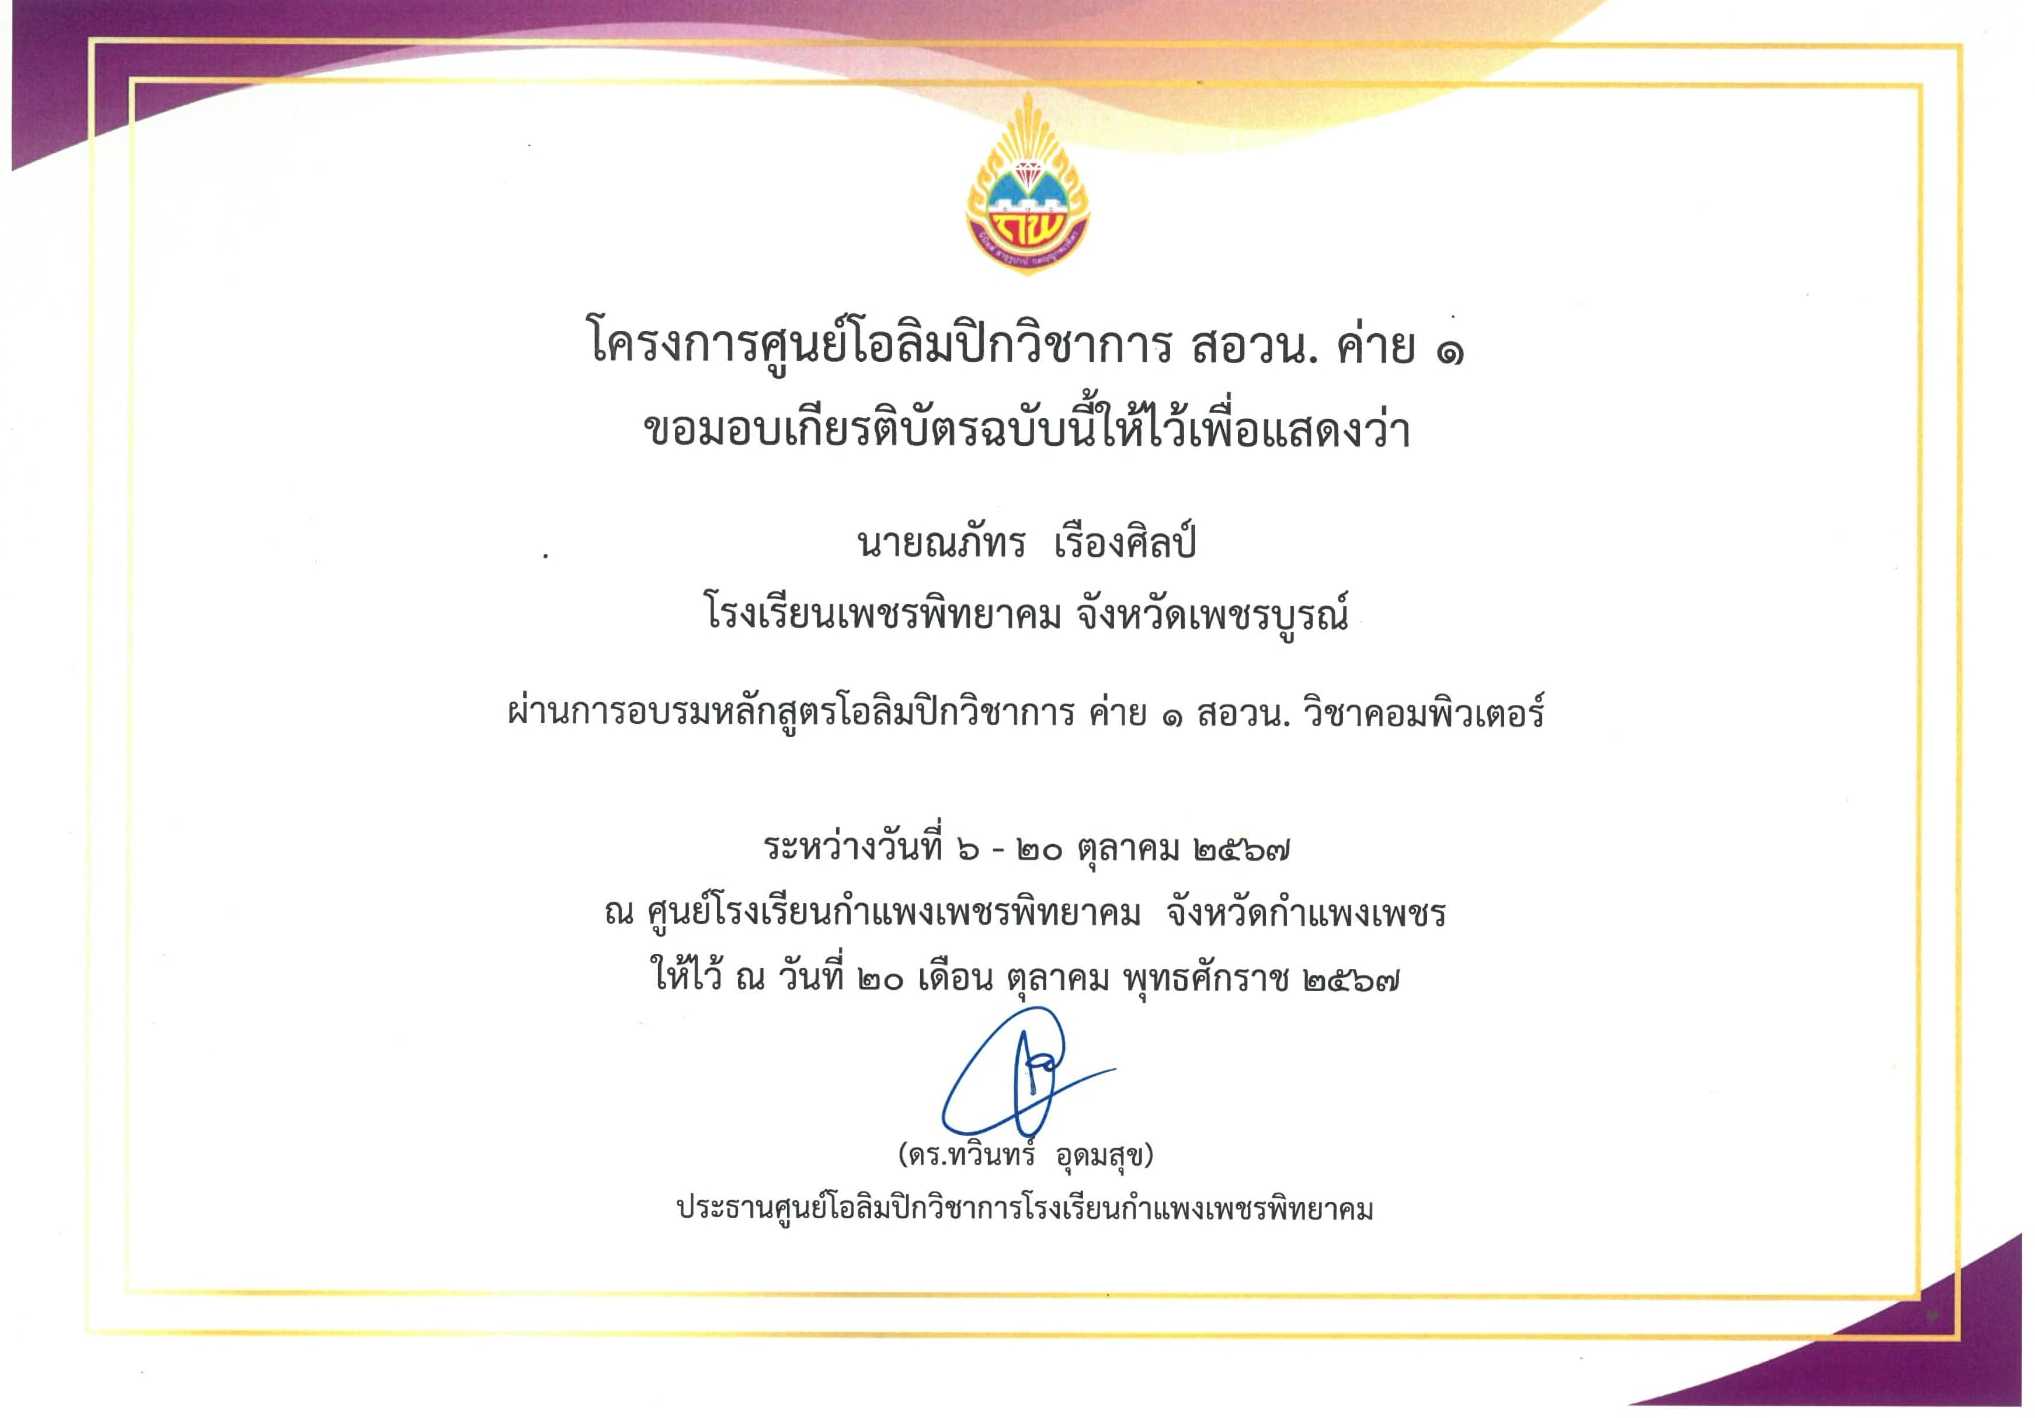 กพ
โครงการศูนย์โอลิมปิกวิชาการ สอวน. ค่าย ๑
ขอมอบเกียรติบัตรฉบับนี้ให้ไว้เพื่อแสดงว่า
นายณภัทร เรืองศิลป์
โรงเรียนเพชรพิทยาคม จังหวัดเพชรบูรณ์
ผ่านการอบรมหลักสูตรโอลิมปิกวิชาการ ค่าย ๑ สอวน. วิชาคอมพิวเตอร์
ระหว่างวันที่ ๖ - ๒๐ ตุลาคม ๒๕๖๗
ณ ศูนย์โรงเรียนกำแพงเพชรพิทยาคม จังหวัดกำแพงเพชร
ให้ไว้ ณ วันที่ ๒๐ เดือน ตุลาคม พุทธศักราช ๒๕๖๗
(ดร.ทวินทร์ อุดมสุข)
ประธานศูนย์โอลิมปิกวิชาการโรงเรียนกำแพงเพชรพิทยาคม